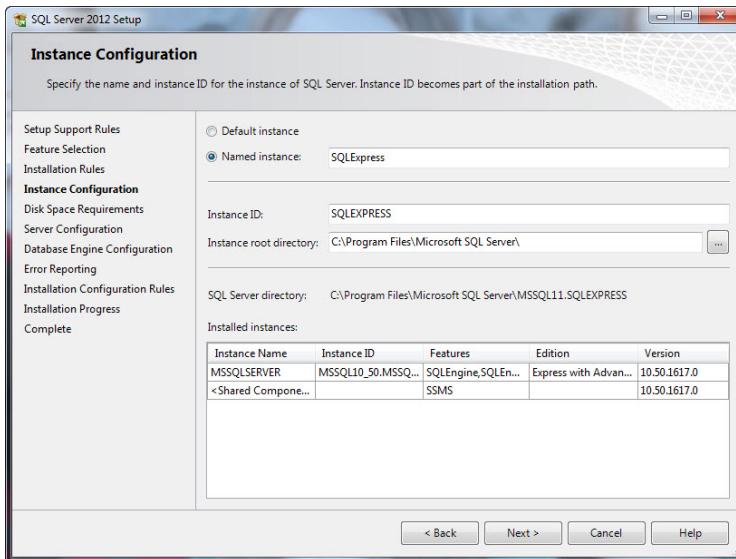 SQL Server 2012 Setup
Instance Configuration
Specify the name and instance ID for the instance of SQL Server. Instance ID becomes part of the installation path.
Setup Support Rules
Feature Selection
Installation Rules
Instance Configuration
Disk Space Requirements
Server Configuration
Database Engine Configuration
Error Reporting
Installation Configuration Rules
Installation Progress
Complete
Default instance
Named instance: SQLExpress
Instance ID: SQLEXPRESS
Instance root directory: C:\Program Files\Microsoft SQL Server\ ...
SQL Server directory: C:\Program Files\Microsoft SQL Server\MSSQL11.SQLEXPRESS
Installed instances:
Instance Name Instance ID Features Edition Version
MSSQLSERVER MSSQL10_50.MSSQ... SQLEngine,SQLEn... Express with Advan... 10.50.1617.0
<Shared Compone... SSMS 10.50.1617.0
< Back Next > Cancel Help